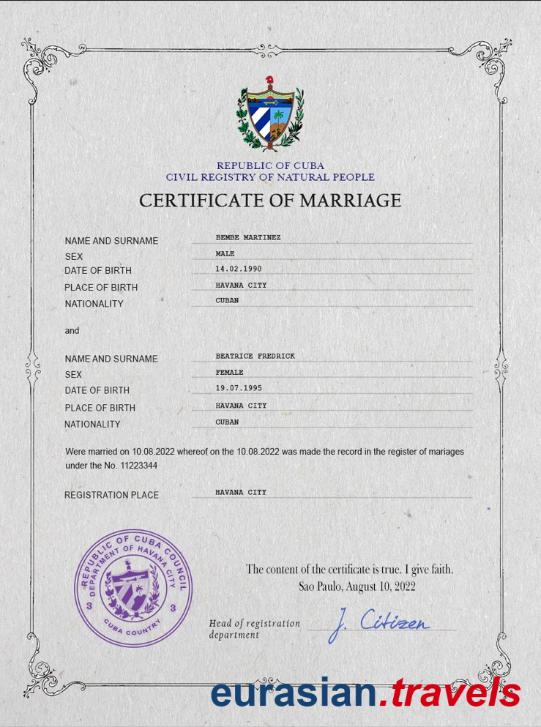 REPUBLIC OF CUBA
CIVIL REGISTRY OF NATURAL PEOPLE
CERTIFICATE OF MARRIAGE
NAME AND SURNAME BEMBE MARTINEZ
SEX MALE
DATE OF BIRTH 14.02.1990
PLACE OF BIRTH HAVANA CITY
NATIONALITY CUBAN
and
NAME AND SURNAME BEATRICE FREDRICK
SEX FEMALE
DATE OF BIRTH 19.07.1995
PLACE OF BIRTH HAVANA CITY
NATIONALITY CUBAN
Were married on 10.08.2022 whereof on the 10.08.2022 was made the record in the register of mariages
under the No. 11223344
REGISTRATION PLACE HAVANA CITY
REPUBLIC OF CUBA COUNCIL
DEPARTMENT OF HAVANA CITY
3 3
CUBA COUNTRY
The content of the certificate is true. I give faith.
Sao Paulo, August 10, 2022
Head of registration
department
J. Citizen
eurasian.travels